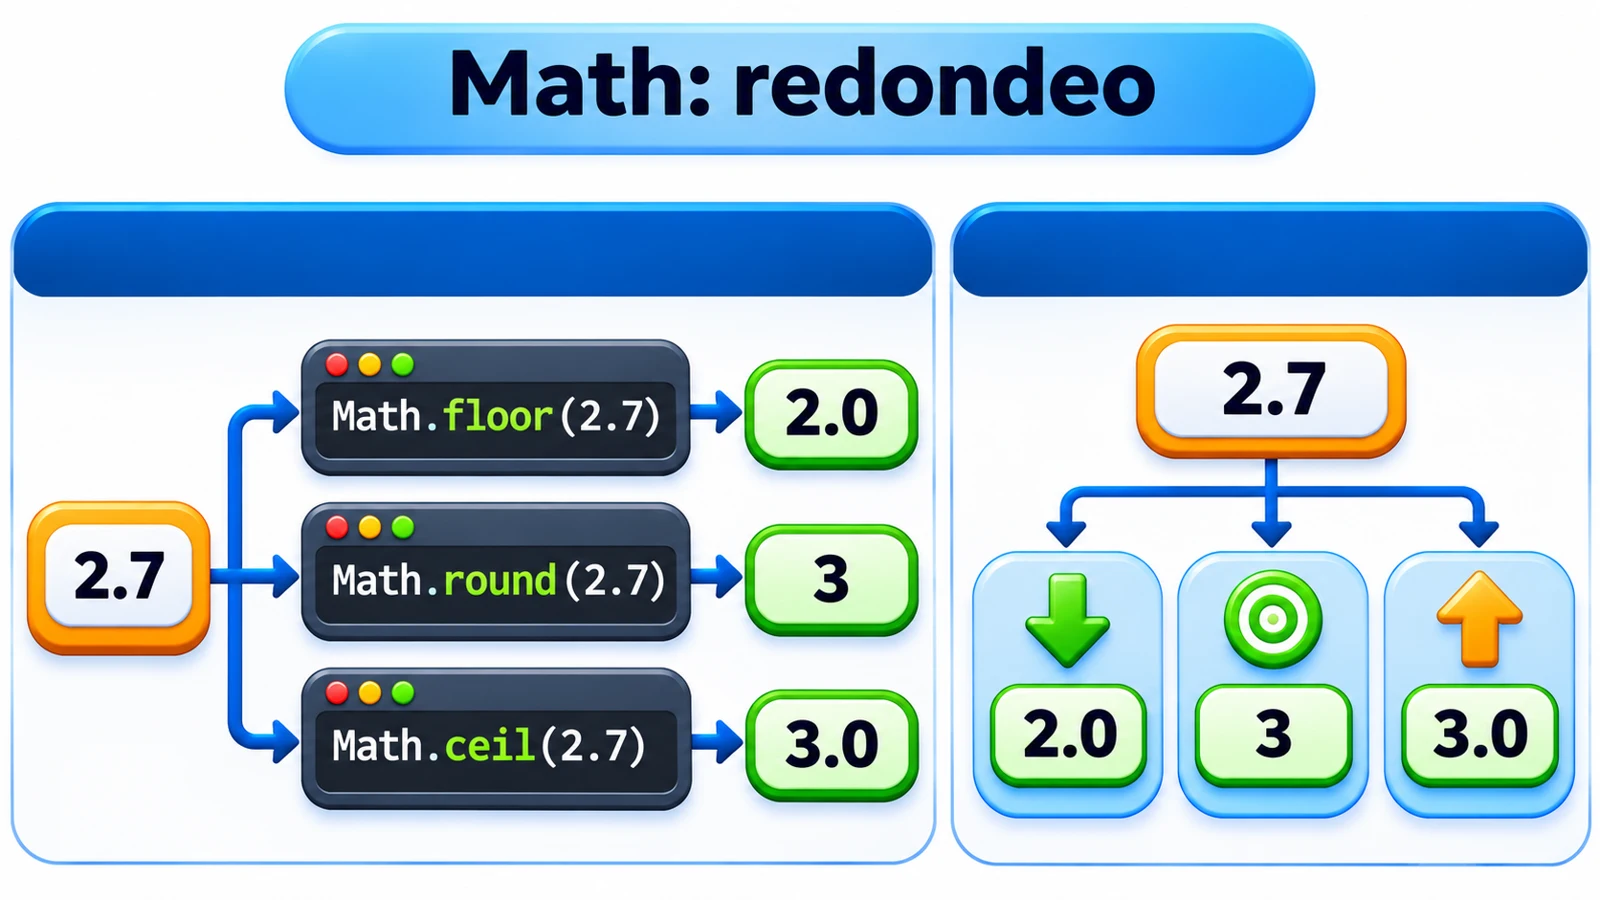 Math: redondeo
2.7
Math.floor(2.7)
2.0
Math.round(2.7)
3
Math.ceil(2.7)
3.0
2.7
2.0
3
3.0